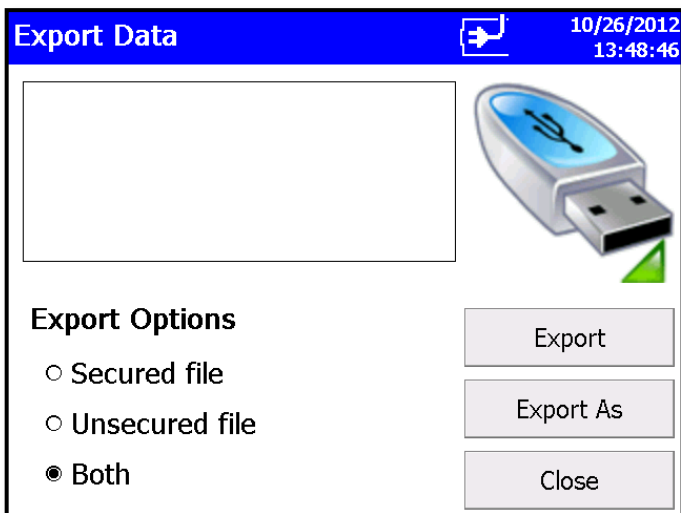 Export Data
10/26/2012
13:48:46
Export Options
Secured file
Unsecured file
Both
Export
Export As
Close